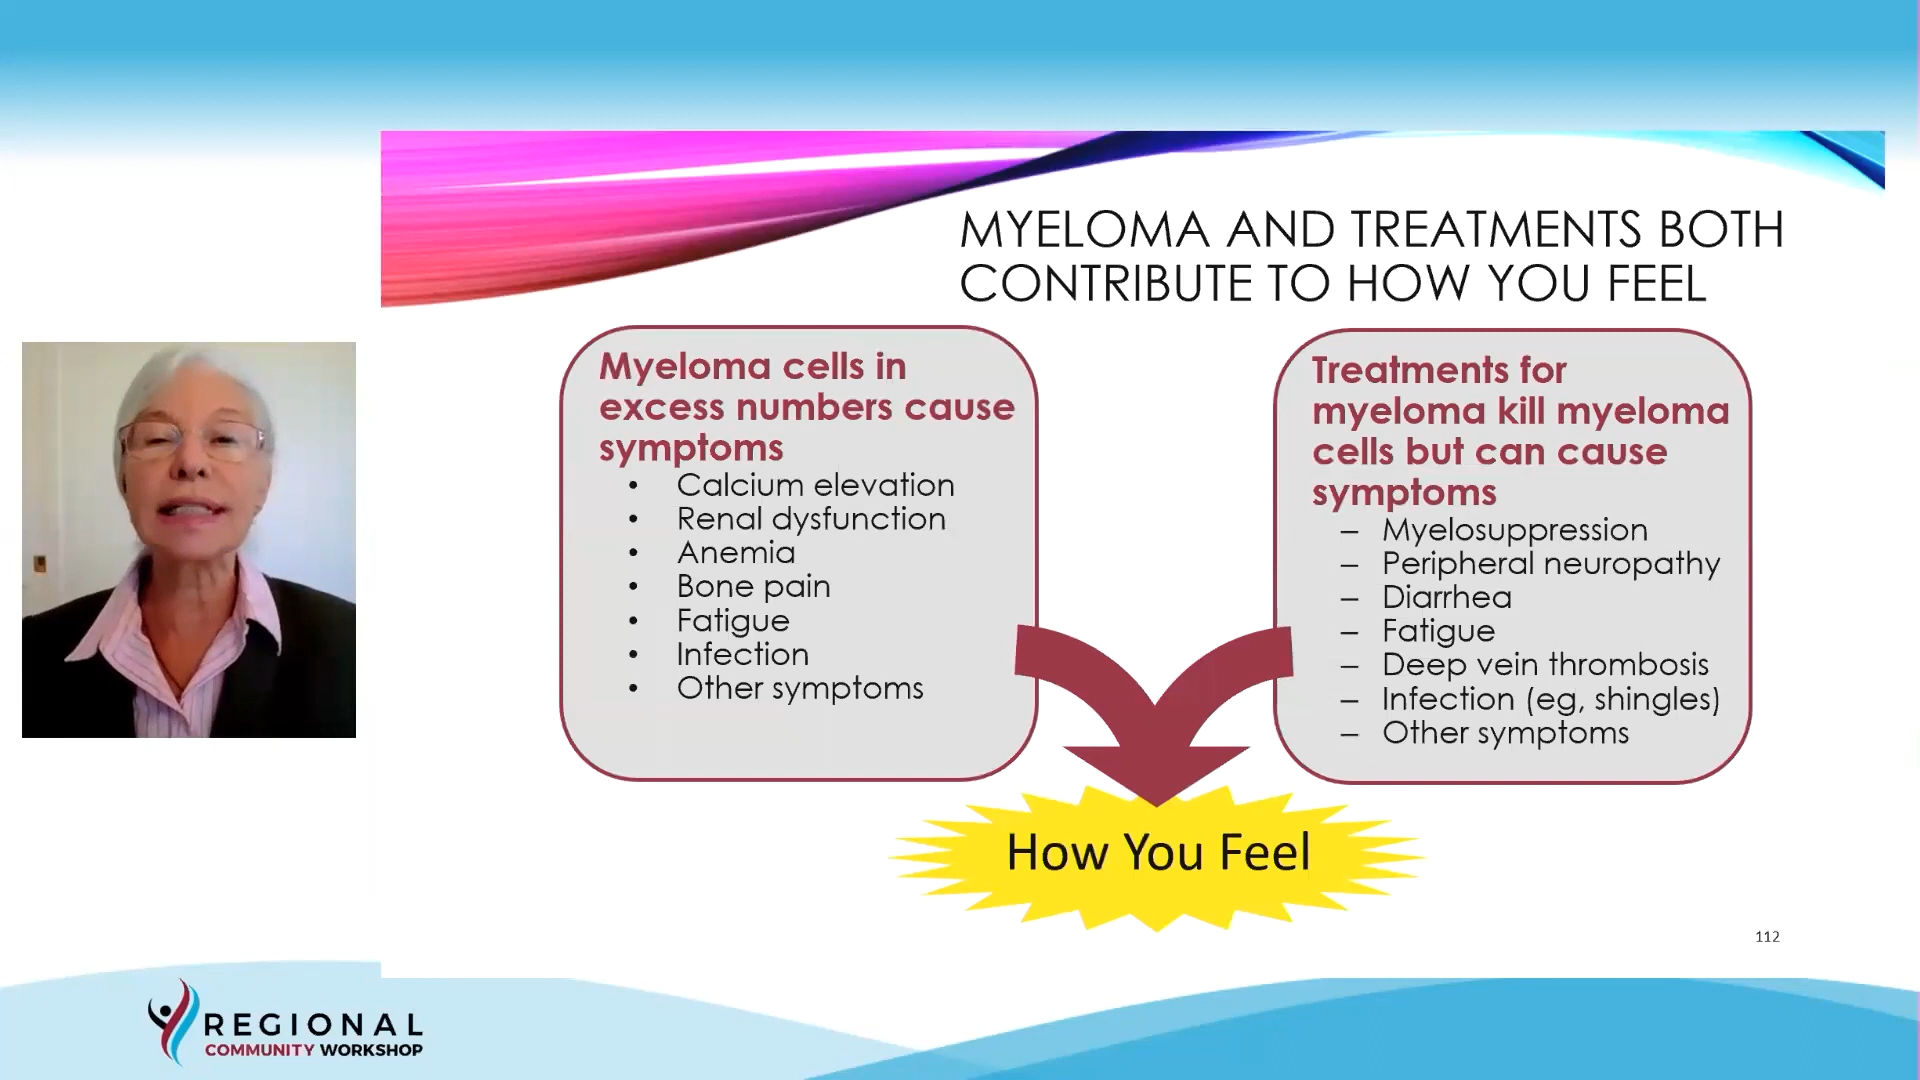 MYELOMA AND TREATMENTS BOTH
CONTRIBUTE TO HOW YOU FEEL
Myeloma cells in
excess numbers cause
symptoms
• Calcium elevation
• Renal dysfunction
• Anemia
• Bone pain
• Fatigue
• Infection
• Other symptoms
Treatments for
myeloma kill myeloma
cells but can cause
symptoms
– Myelosuppression
– Peripheral neuropathy
– Diarrhea
– Fatigue
– Deep vein thrombosis
– Infection (eg, shingles)
– Other symptoms
How You Feel
112
REGIONAL
COMMUNITY WORKSHOP